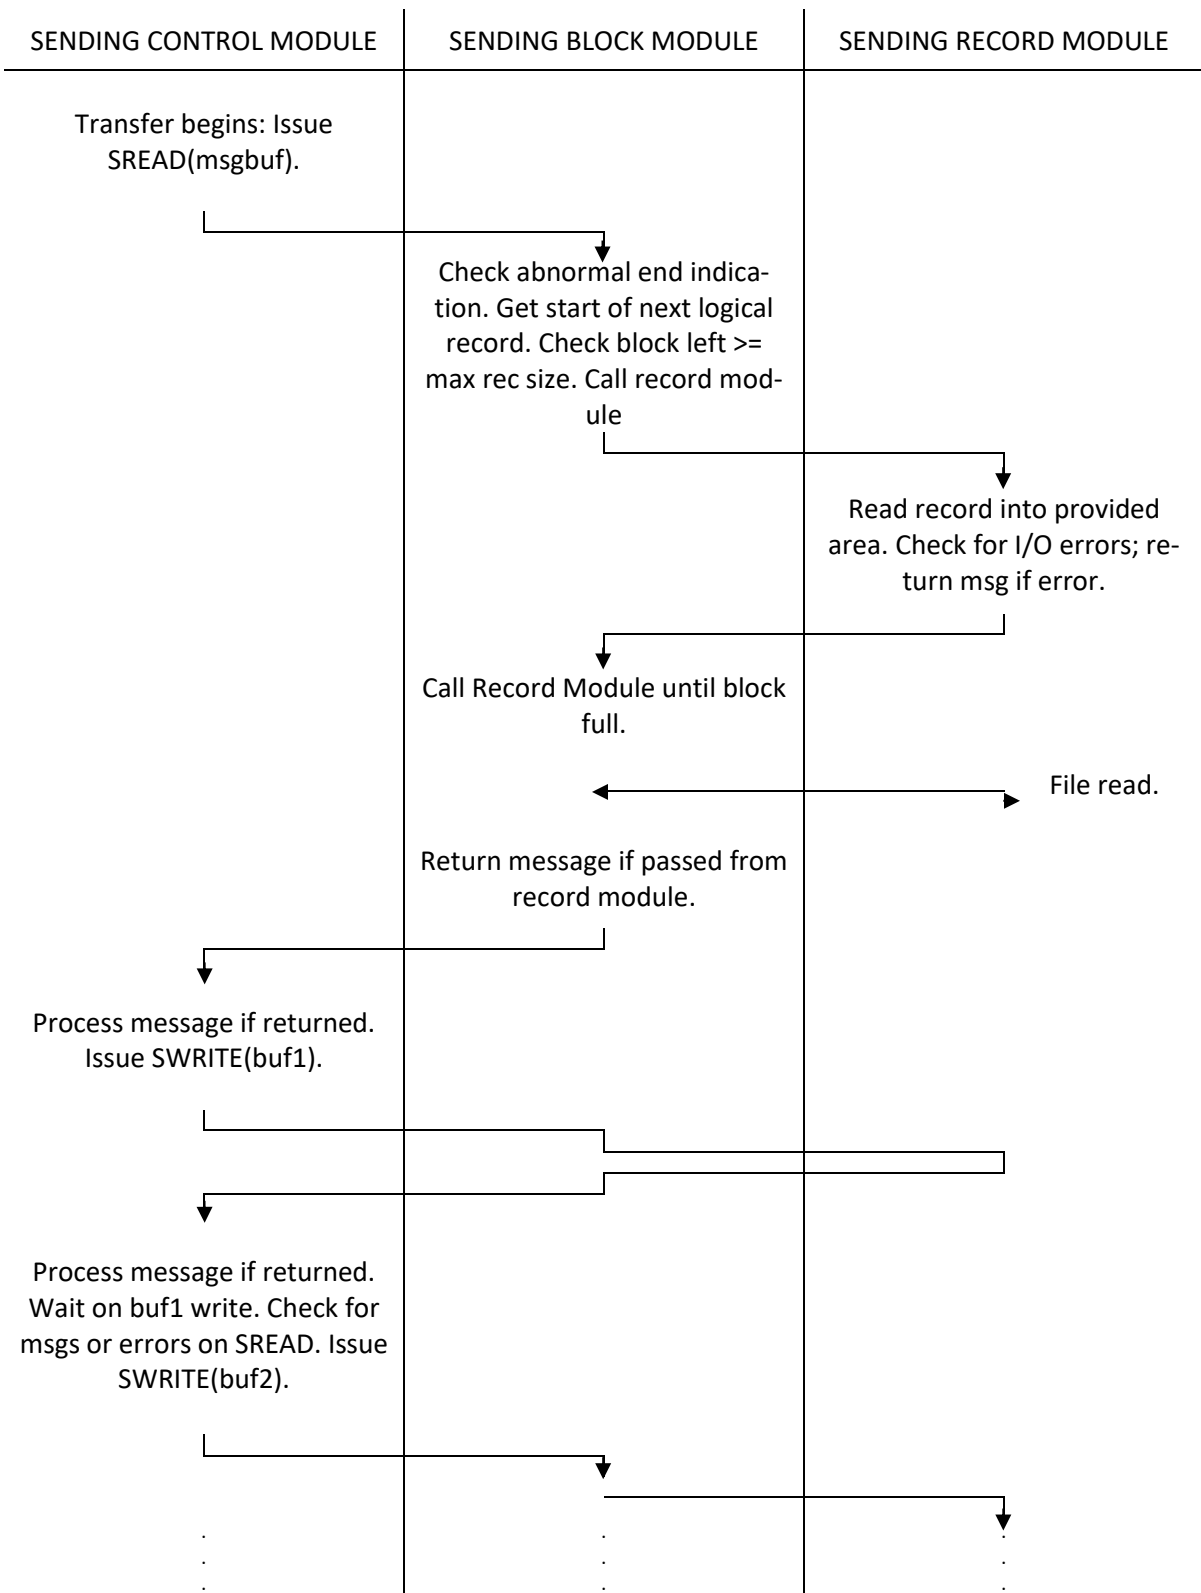 SENDING CONTROL MODULE
SENDING BLOCK MODULE
SENDING RECORD MODULE
Transfer begins: Issue
SREAD(msgbuf).
Check abnormal end indica-
tion. Get start of next logical
record. Check block left >=
max rec size. Call record mod-
ule
Read record into provided
area. Check for I/O errors; re-
turn msg if error.
Call Record Module until block
full.
File read.
Return message if passed from
record module.
Process message if returned.
Issue SWRITE(buf1).
Process message if returned.
Wait on buf1 write. Check for
msgs or errors on SREAD. Issue
SWRITE(buf2).
. . .
. . .
. . .